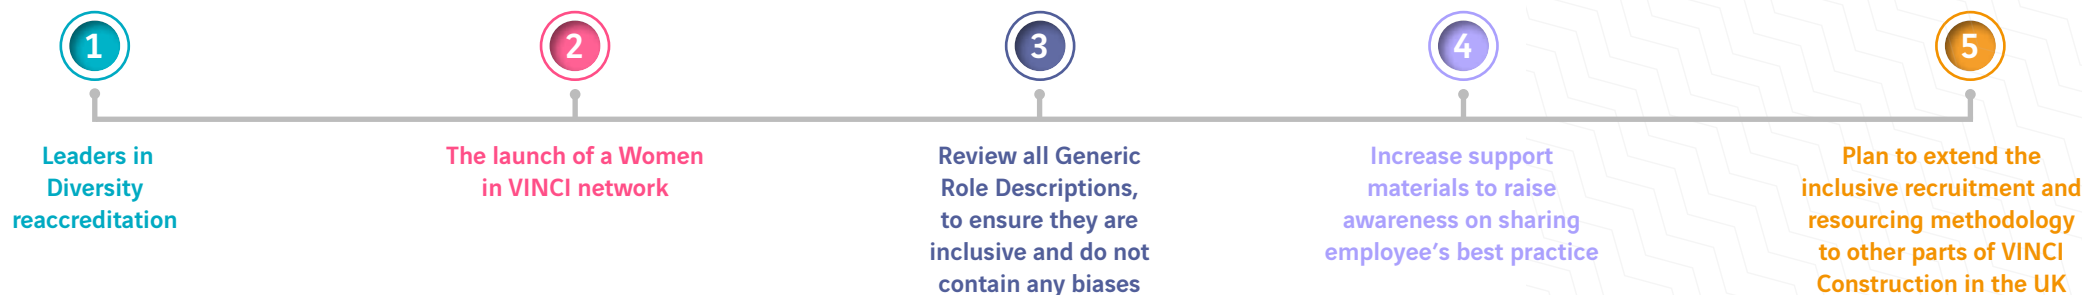 1
Leaders in
Diversity
reaccreditation
2
The launch of a Women
in VINCI network
3
Review all Generic
Role Descriptions,
to ensure they are
inclusive and do not
contain any biases
4
Increase support
materials to raise
awareness on sharing
employee’s best practice
5
Plan to extend the
inclusive recruitment and
resourcing methodology
to other parts of VINCI
Construction in the UK